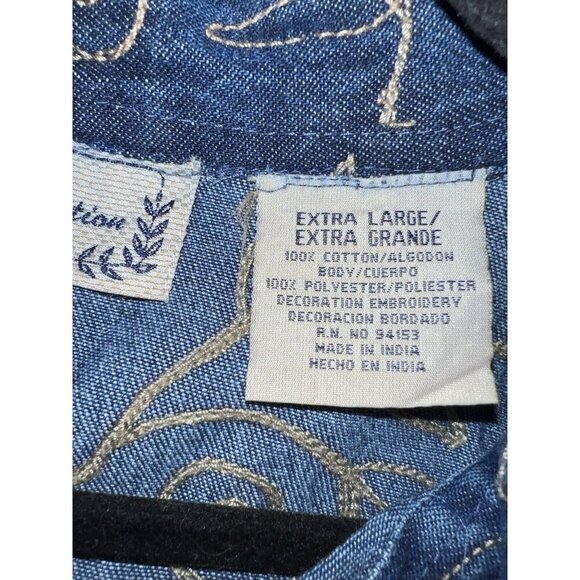 EXTRA LARGE/
EXTRA GRANDE
100% COTTON/ALGODON
BODY/CUERPO
100% POLYESTER/POLIESTER
DECORATION EMBROIDERY
DECORACION BORDADO
R.N. NO 94153
MADE IN INDIA
HECHO EN INDIA